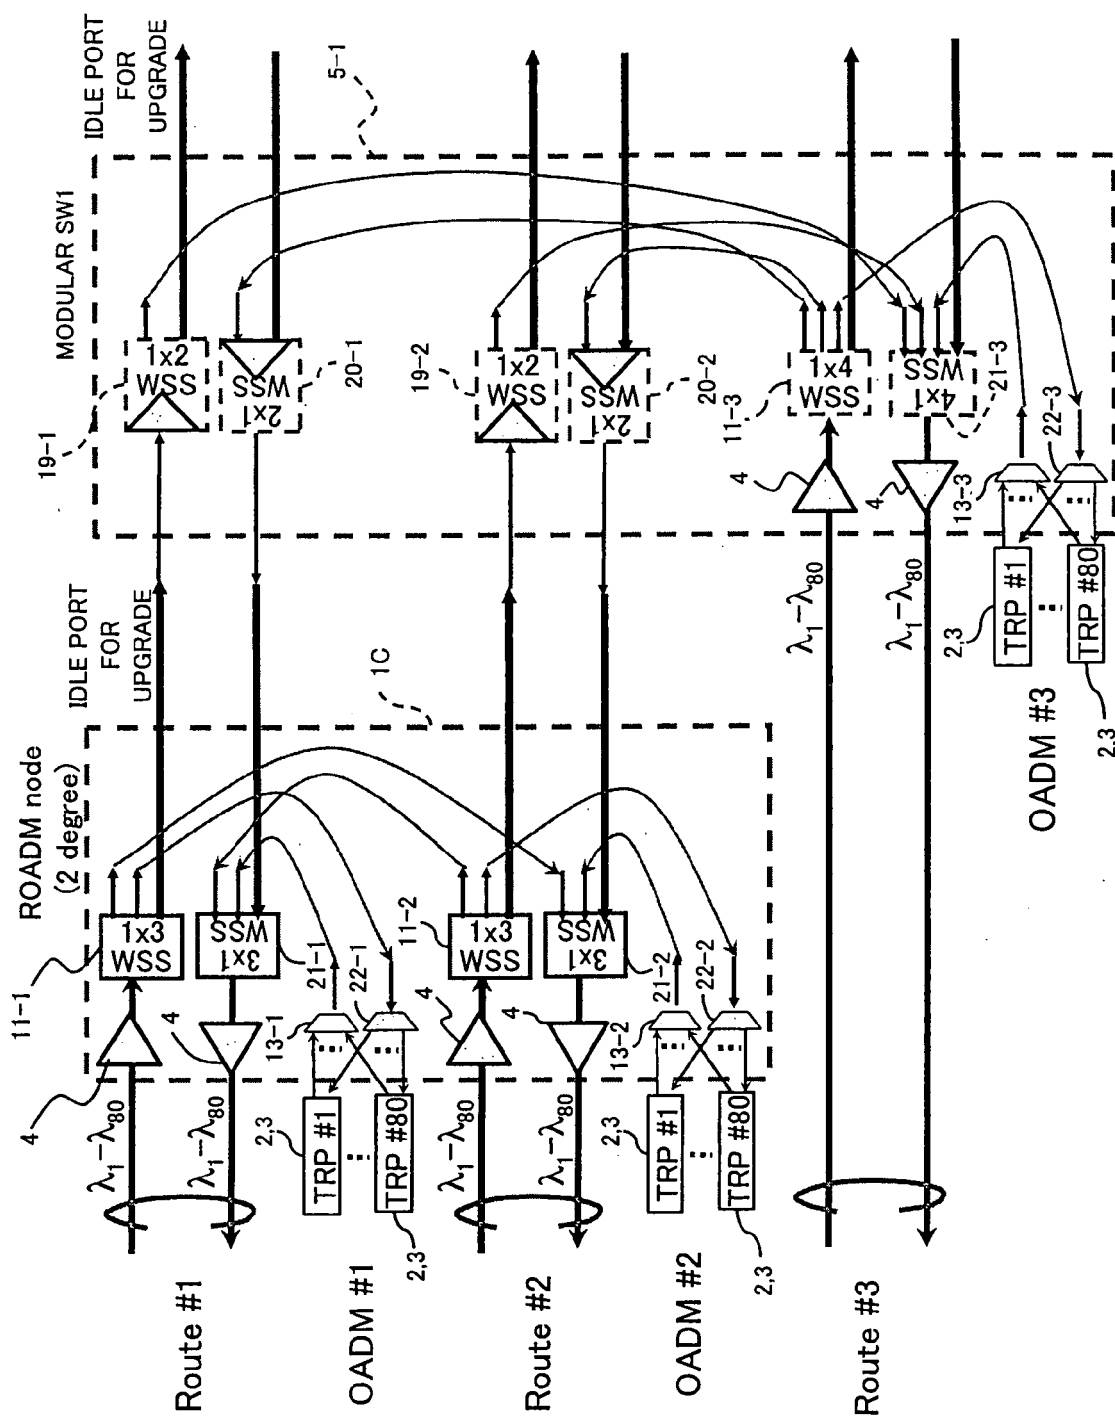 ROADM node
(2 degree)
IDLE PORT
FOR
UPGRADE
MODULAR SW1
IDLE PORT
FOR
UPGRADE
1C
5-1
Route #1
4
λ1-λ80
11-1
1x3
WSS
19-1
1x2
WSS
λ1-λ80
4
3x1
WSS
21-1
2x1
WSS
20-1
OADM #1
2,3
TRP #1
TRP #80
2,3
13-1
22-1
Route #2
λ1-λ80
4
11-2
1x3
WSS
19-2
1x2
WSS
λ1-λ80
4
3x1
WSS
21-2
2x1
WSS
20-2
OADM #2
2,3
TRP #1
TRP #80
2,3
13-2
22-2
Route #3
λ1-λ80
4
11-3
1x4
WSS
λ1-λ80
4
4x1
WSS
21-3
OADM #3
2,3
TRP #1
TRP #80
2,3
13-3
22-3